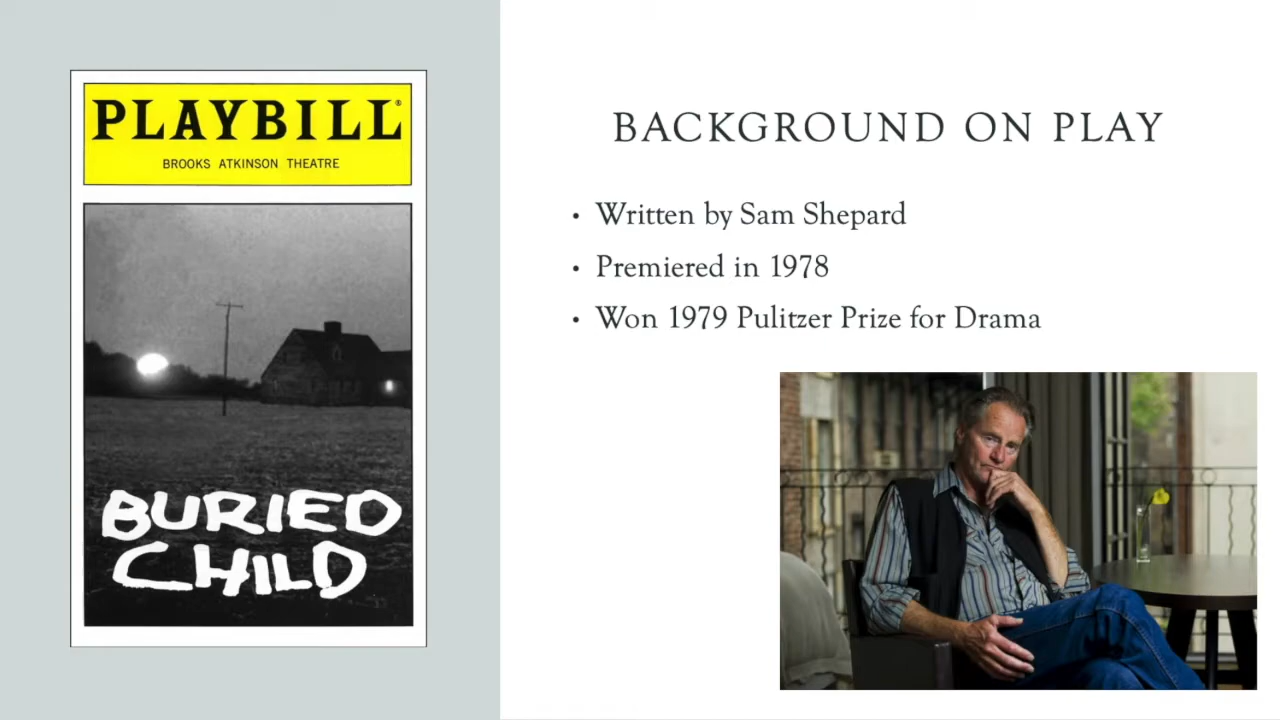 PLAYBILL®
BROOKS ATKINSON THEATRE
BURIED
CHILD
BACKGROUND ON PLAY
• Written by Sam Shepard
• Premiered in 1978
• Won 1979 Pulitzer Prize for Drama